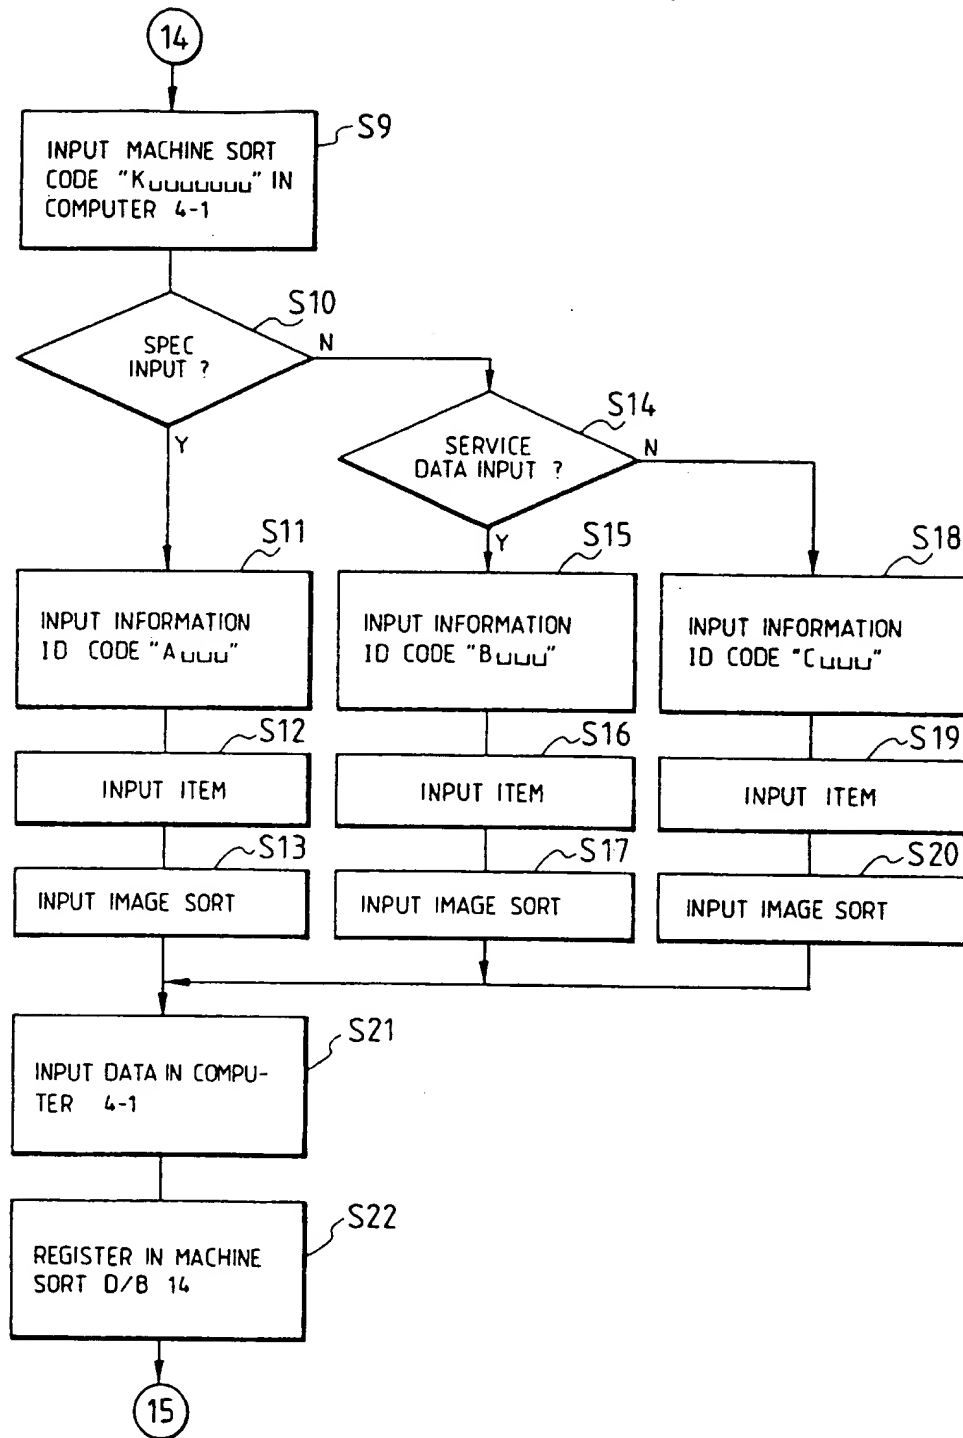 14
S9
INPUT MACHINE SORT
CODE "K␣␣␣␣␣␣␣" IN
COMPUTER 4-1
S10
SPEC
INPUT ?
N
Y
S14
SERVICE
DATA INPUT ?
N
Y
S11
INPUT INFORMATION
ID CODE "A␣␣␣"
S15
INPUT INFORMATION
ID CODE "B␣␣␣"
S18
INPUT INFORMATION
ID CODE "C␣␣␣"
S12
INPUT ITEM
S16
INPUT ITEM
S19
INPUT ITEM
S13
INPUT IMAGE SORT
S17
INPUT IMAGE SORT
S20
INPUT IMAGE SORT
S21
INPUT DATA IN COMPU-
TER 4-1
S22
REGISTER IN MACHINE
SORT D/B 14
15